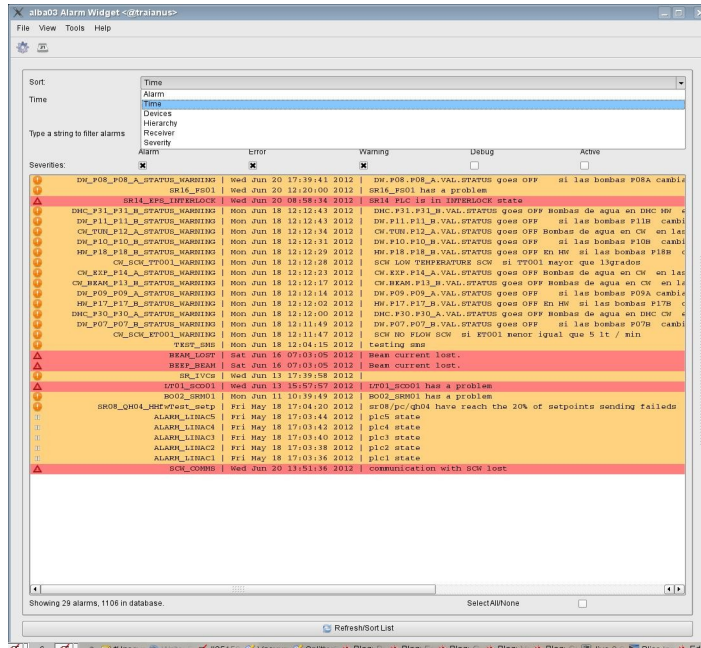 alba03 Alarm Widget <@traianus>
File View Tools Help
Sort: Time
Time
Alarm
Time
Devices
Hierarchy
Receiver
Severity
Type a string to filter alarms
Alarm Error Warning Debug Active
Severities:
DW_P08_P08_A_STATUS_WARNING | Wed Jun 20 17:39:41 2012 | DW.P08.P08_A.VAL.STATUS goes OFF si las bombas P08A cambia
SR16_FS01 | Wed Jun 20 12:20:00 2012 | SR16_FS01 has a problem
SR14_EPS_INTERLOCK | Wed Jun 20 08:58:34 2012 | SR14 PLC is in INTERLOCK state
DHC_P31_P31_B_STATUS_WARNING | Mon Jun 18 12:12:43 2012 | DHC.P31.P31_B.VAL.STATUS goes OFF Bombas de agua en DHC HW
DW_P11_P11_B_STATUS_WARNING | Mon Jun 18 12:12:43 2012 | DW.P11.P11_B.VAL.STATUS goes OFF si las bombas P11B cambi
CW_TUN_P12_A_STATUS_WARNING | Mon Jun 18 12:12:34 2012 | CW.TUN.P12_A.VAL.STATUS goes OFF Bombas de agua en CW en las
DW_P10_P10_B_STATUS_WARNING | Mon Jun 18 12:12:31 2012 | DW.P10.P10_B.VAL.STATUS goes OFF si las bombas P10B cambi
HW_P18_P18_B_STATUS_WARNING | Mon Jun 18 12:12:29 2012 | HW.P18.P18_B.VAL.STATUS goes OFF En HW si las bombas P18B c
CW_SCW_TT001_WARNING | Mon Jun 18 12:12:28 2012 | SCW LOW TEMPERATURE SCW si TT001 mayor que 13grados
CW_EXP_P14_A_STATUS_WARNING | Mon Jun 18 12:12:23 2012 | CW.EXP.P14_A.VAL.STATUS goes OFF Bombas de agua en CW en las
CW_BEAM_P13_B_STATUS_WARNING | Mon Jun 18 12:12:17 2012 | CW.BEAM.P13_B.VAL.STATUS goes OFF Bombas de agua en CW en la
DW_P09_P09_A_STATUS_WARNING | Mon Jun 18 12:12:14 2012 | DW.P09.P09_A.VAL.STATUS goes OFF si las bombas P09A cambia
HW_P17_P17_B_STATUS_WARNING | Mon Jun 18 12:12:02 2012 | HW.P17.P17_B.VAL.STATUS goes OFF En HW si las bombas P17B c
DHC_P30_P30_A_STATUS_WARNING | Mon Jun 18 12:12:00 2012 | DHC.P30.P30_A.VAL.STATUS goes OFF Bombas de agua en DHC CW
DW_P07_P07_B_STATUS_WARNING | Mon Jun 18 12:11:49 2012 | DW.P07.P07_B.VAL.STATUS goes OFF si las bombas P07B cambi
CW_SCW_ET001_WARNING | Mon Jun 18 12:11:47 2012 | SCW NO FLOW SCW si ET001 menor igual que 5 lt / min
TEST_SMS | Mon Jun 18 12:04:15 2012 | testing sms
BEAM_LOST | Sat Jun 16 07:03:05 2012 | Beam current lost.
BEEP_BEAM | Sat Jun 16 07:03:05 2012 | Beam current lost.
SR_IVCs | Wed Jun 13 17:39:58 2012 |
LT01_SCO01 | Wed Jun 13 15:57:57 2012 | LT01_SCO01 has a problem
BO02_SRM01 | Mon Jun 11 10:39:49 2012 | BO02_SRM01 has a problem
SR08_QH04_HHfwTest_setp | Fri May 18 17:04:20 2012 | sr08/pc/qh04 have reach the 20% of setpoints sending faileds
ALARM_LINAC5 | Fri May 18 17:03:44 2012 | plc5 state
ALARM_LINAC4 | Fri May 18 17:03:42 2012 | plc4 state
ALARM_LINAC3 | Fri May 18 17:03:40 2012 | plc3 state
ALARM_LINAC2 | Fri May 18 17:03:38 2012 | plc2 state
ALARM_LINAC1 | Fri May 18 17:03:36 2012 | plc1 state
SCW_COMMS | Wed Jun 20 13:51:36 2012 | communication with SCW lost
Showing 29 alarms, 1106 in database. Select All/None
Refresh/Sort List